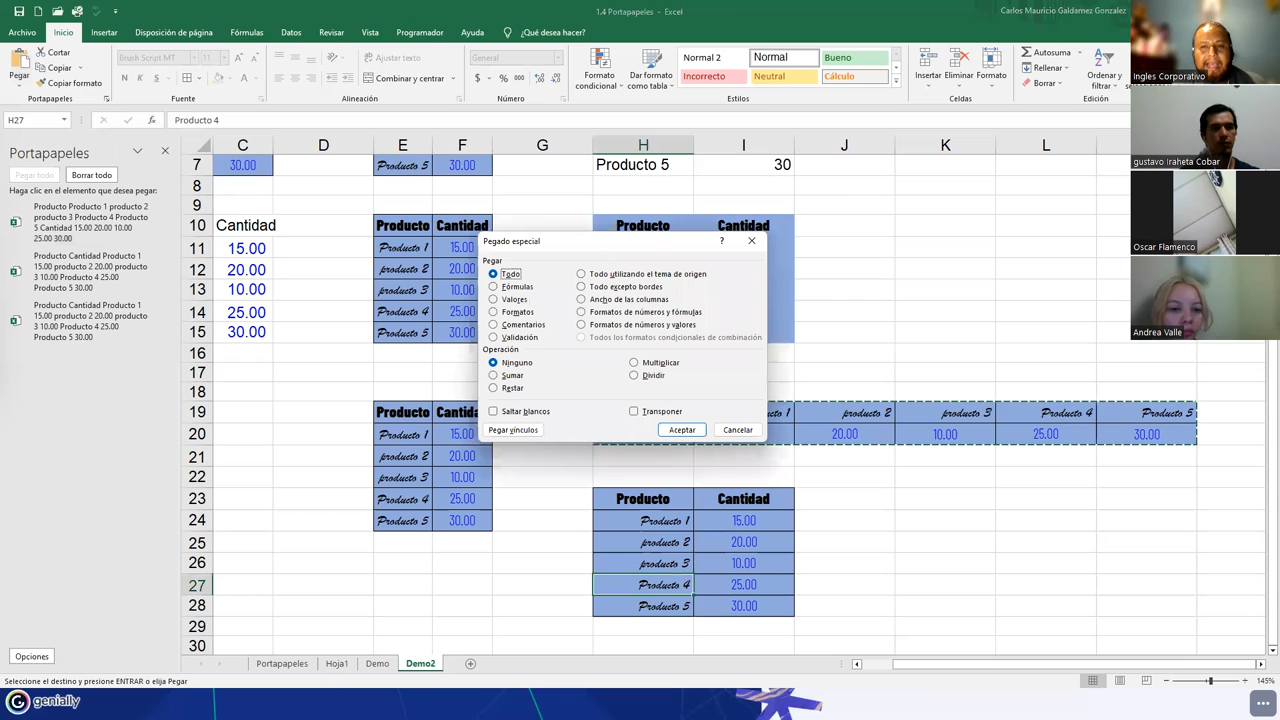 1.4 Portapapeles - Excel
Carlos Mauricio Galdamez Gonzalez
Archivo Inicio Insertar Disposición de página Fórmulas Datos Revisar Vista Programador Ayuda ¿Qué desea hacer?
Pegar
Cortar
Copiar
Copiar formato
Portapapeles
Brush Script MT 11
N K S
Fuente
Ajustar texto
Combinar y centrar
Alineación
General
$ % 000
Número
Formato condicional
Dar formato como tabla
Normal 2 Normal Bueno
Incorrecto Neutral Cálculo
Estilos
Insertar Eliminar Formato
Celdas
Autosuma
Rellenar
Borrar
Ordenar y filtrar
Edición
Ingles Corporativo
gustavo Iraheta Cobar
Oscar Flamenco
Andrea Valle
H27 fx Producto 4
Portapapeles
Pegar todo Borrar todo
Haga clic en el elemento que desea pegar:
Producto Producto 1 producto 2
producto 3 Producto 4 Producto
5 Cantidad 15.00 20.00 10.00
25.00 30.00
Producto Cantidad Producto 1
15.00 producto 2 20.00 producto
3 10.00 Producto 4 25.00
Producto 5 30.00
Producto Cantidad Producto 1
15.00 producto 2 20.00 producto
3 10.00 Producto 4 25.00
Producto 5 30.00
Opciones
C D E F G H I J K L M
7 30.00 Producto 5 30.00 Producto 5 30
8
9
10 Cantidad Producto Cantidad Producto Cantidad
11 15.00 Producto 1 15.00
12 20.00 producto 2 20.00
13 10.00 producto 3 10.00
14 25.00 Producto 4 25.00
15 30.00 Producto 5 30.00
16
17
18
19 Producto producto 2 producto 3 Producto 4 Producto 5
20 Producto 1 15.00 20.00 10.00 25.00 30.00
21 producto 2 20.00
22 producto 3 10.00
23 Producto 4 25.00 Producto Cantidad
24 Producto 5 30.00 Producto 1 15.00
25 producto 2 20.00
26 producto 3 10.00
27 Producto 4 25.00
28 Producto 5 30.00
29
30
Pegado especial
Pegar
Todo Todo utilizando el tema de origen
Fórmulas Todo excepto bordes
Valores Ancho de las columnas
Formatos Formatos de números y fórmulas
Comentarios Formatos de números y valores
Validación Todos los formatos condicionales de combinación
Operación
Ninguno Multiplicar
Sumar Dividir
Restar
Saltar blancos Transponer
Pegar vínculos Aceptar Cancelar
Portapapeles Hoja1 Demo Demo2
Seleccione el destino y presione ENTRAR o elija Pegar
145%
genially